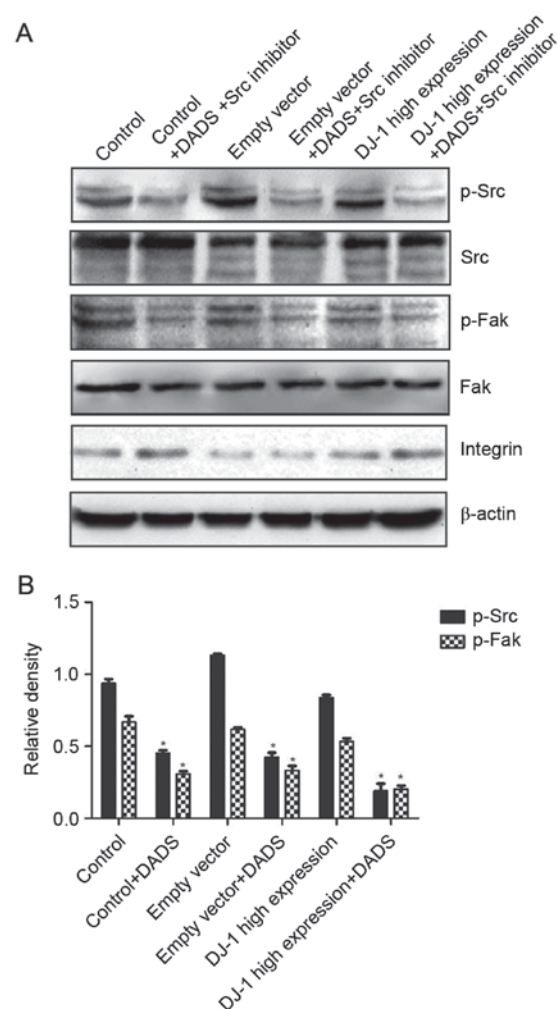 A
Control
Control
+DADS +Src inhibitor
Empty vector
Empty vector
+DADS+Src inhibitor
DJ-1 high expression
DJ-1 high expression
+DADS+Src inhibitor
p-Src
Src
p-Fak
Fak
Integrin
β-actin
B
1.5
1.0
0.5
0.0
Relative density
p-Src
p-Fak
* * * * * *
Control
Control+DADS
Empty vector
Empty vector+DADS
DJ-1 high expression
DJ-1 high expression+DADS